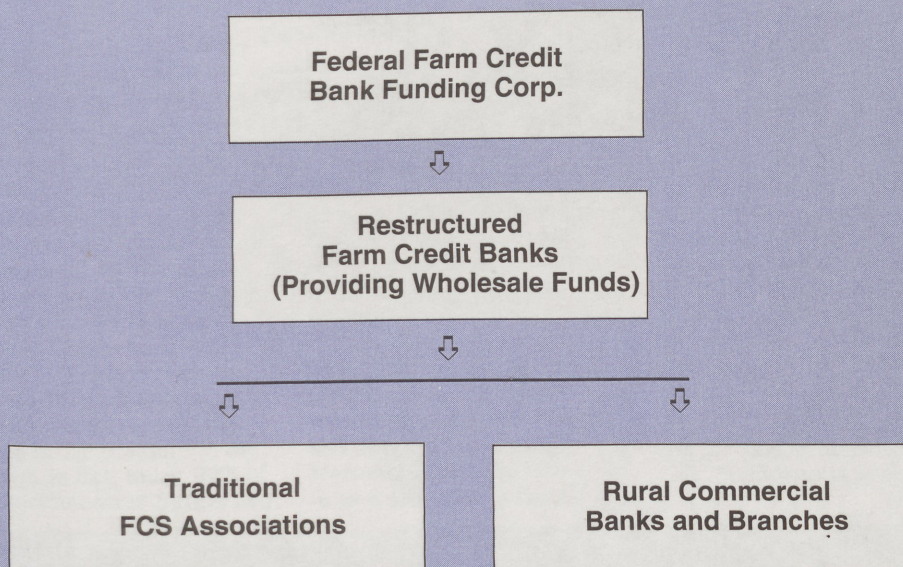 Federal Farm Credit
Bank Funding Corp.
Restructured
Farm Credit Banks
(Providing Wholesale Funds)
Traditional
FCS Associations
Rural Commercial
Banks and Branches